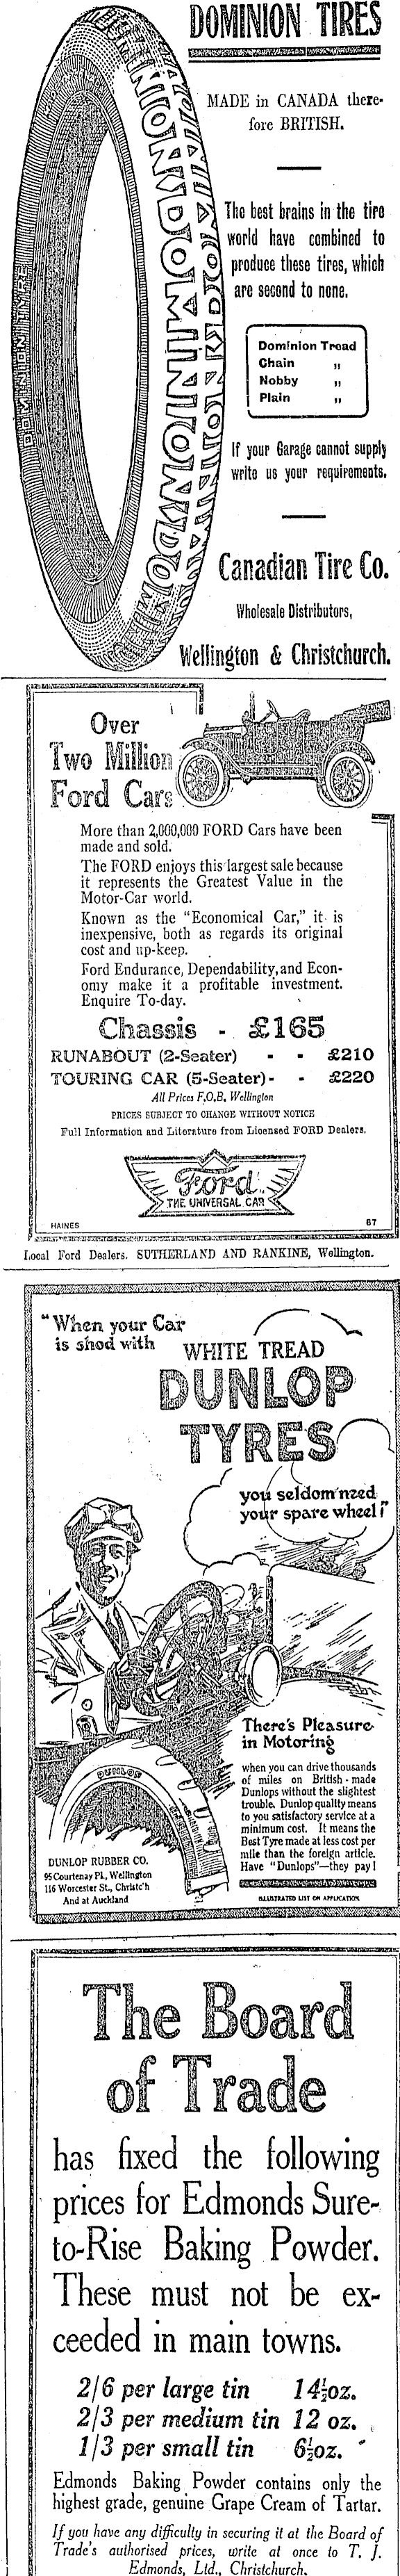 DOMINION TIRES
MADE in CANADA there-
fore BRITISH.
The best brains in the tire
world have combined to
produce these tires, which
are second to none.
Dominion Tread
Chain "
Nobby "
Plain "
If your Garage cannot supply
write us your requirements.
Canadian Tire Co.
Wholesale Distributors,
Wellington & Christchurch.
DOMINION TYRE
DOMINION DOMINION DOMINION
Over
Two Million
Ford Cars
More than 2,000,000 FORD Cars have been
made and sold.
The FORD enjoys this largest sale because
it represents the Greatest Value in the
Motor-Car world.
Known as the "Economical Car," it is
inexpensive, both as regards its original
cost and up-keep.
Ford Endurance, Dependability, and Econ-
omy make it a profitable investment.
Enquire To-day.
Chassis - £165
RUNABOUT (2-Seater) - - £210
TOURING CAR (5-Seater) - - £220
All Prices F.O.B. Wellington
PRICES SUBJECT TO CHANGE WITHOUT NOTICE
Full Information and Literature from Licensed FORD Dealers.
Ford
THE UNIVERSAL CAR
HAINES 67
Local Ford Dealers. SUTHERLAND AND RANKINE, Wellington.
"When your Car
is shod with
WHITE TREAD
DUNLOP
TYRES
you seldom need
your spare wheel!"
There's Pleasure
in Motoring
when you can drive thousands
of miles on British-made
Dunlops without the slightest
trouble. Dunlop quality means
to you satisfactory service at a
minimum cost. It means the
Best Tyre made at less cost per
mile than the foreign article.
Have "Dunlops"—they pay!
ILLUSTRATED LIST ON APPLICATION
DUNLOP
DUNLOP RUBBER CO.
95 Courtenay Pl., Wellington
116 Worcester St., Christc'h
And at Auckland
The Board
of Trade
has fixed the following
prices for Edmonds Sure-
to-Rise Baking Powder.
These must not be ex-
ceeded in main towns.
2/6 per large tin 14½oz.
2/3 per medium tin 12 oz.
1/3 per small tin 6½oz.
Edmonds Baking Powder contains only the
highest grade, genuine Grape Cream of Tartar.
If you have any difficulty in securing it at the Board of
Trade's authorised prices, write at once to T. J.
Edmonds, Ltd., Christchurch.